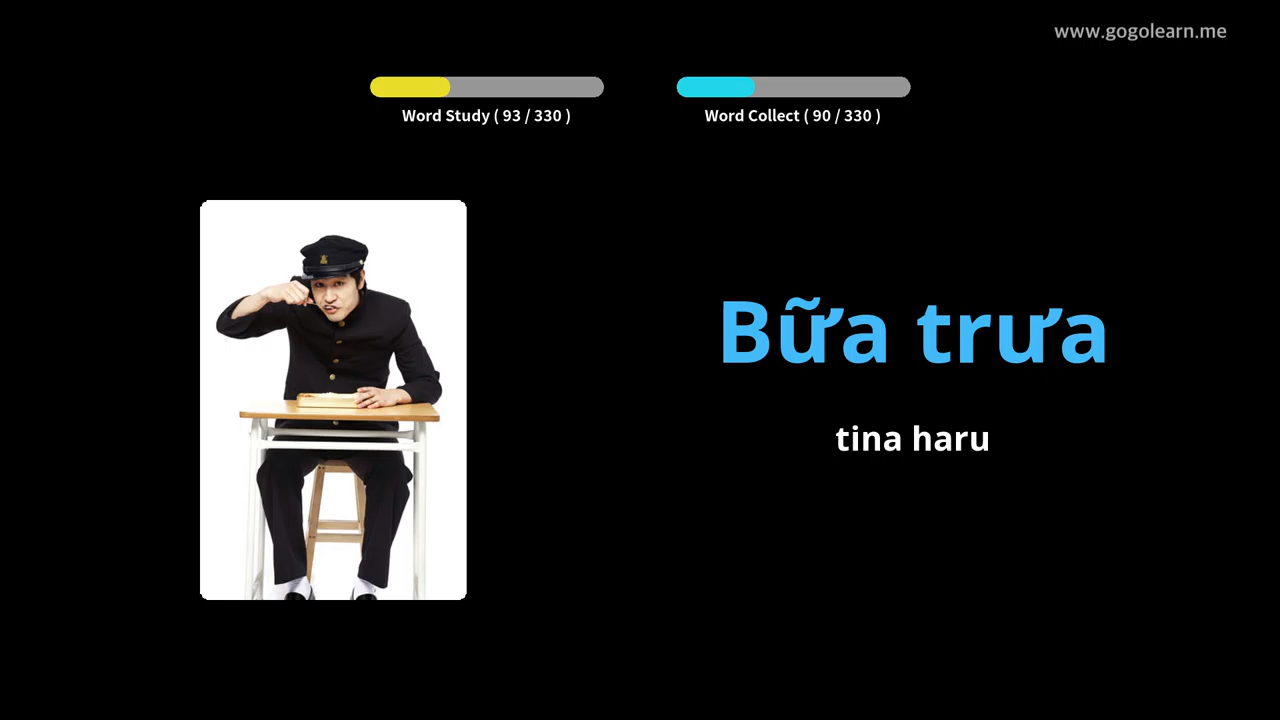 www.gogolearn.me
Word Study ( 93 / 330 )
Word Collect ( 90 / 330 )
Bữa trưa
tina haru